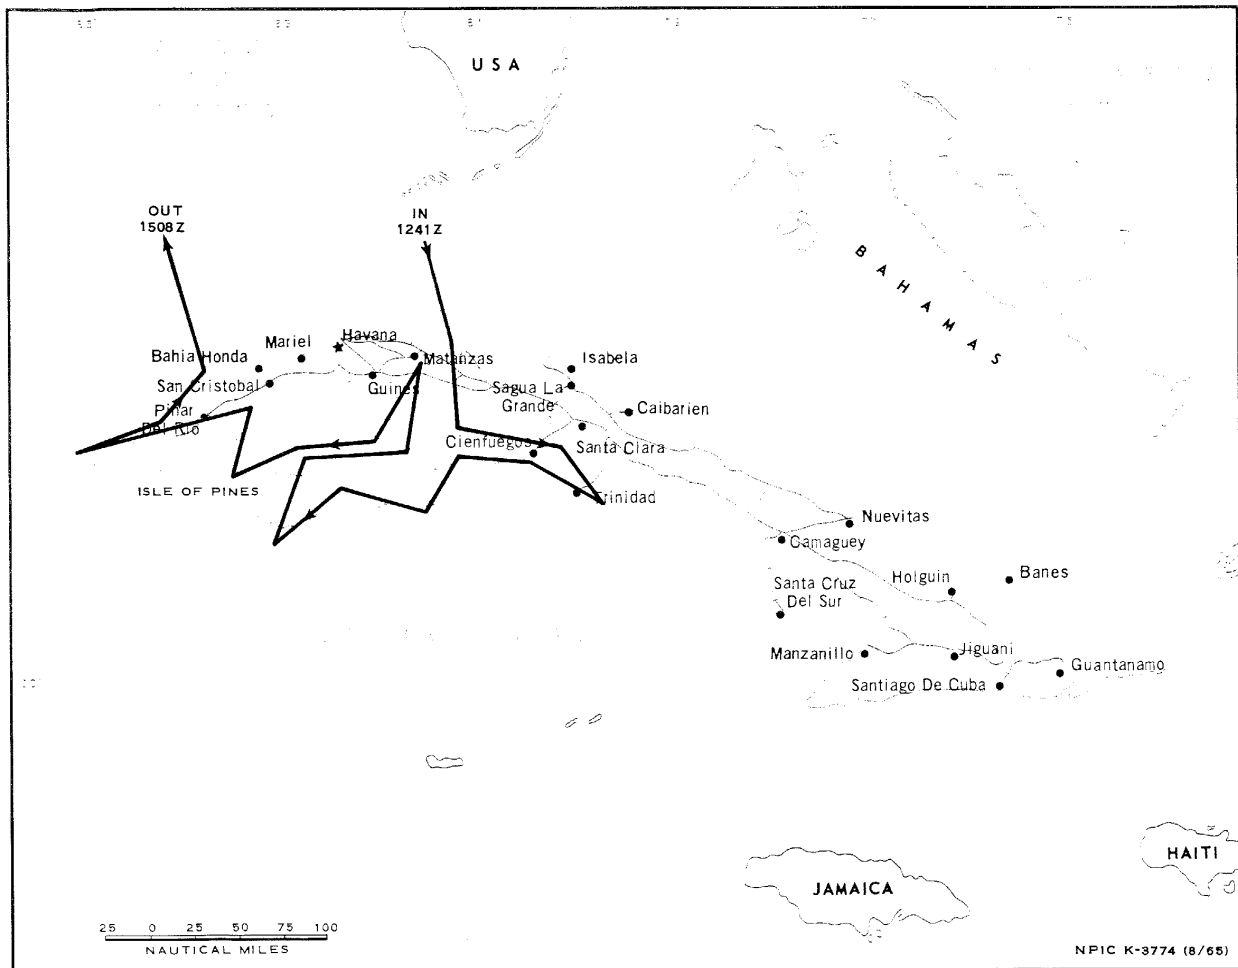 USA
OUT
1508Z
IN
1241Z
BAHAMAS
Havana
Mariel
Bahia Honda
Matanzas
Isabela
San Cristobal
Guines
Sagua La
Grande
Pinar
Del Rio
Caibarien
Cienfuegos
Santa Clara
ISLE OF PINES
Trinidad
Nuevitas
Camaguey
Holguin
Banes
Santa Cruz
Del Sur
Manzanillo
Jiguani
Guantanamo
Santiago De Cuba
HAITI
JAMAICA
25 0 25 50 75 100
NAUTICAL MILES
NPIC K-3774 (8/65)